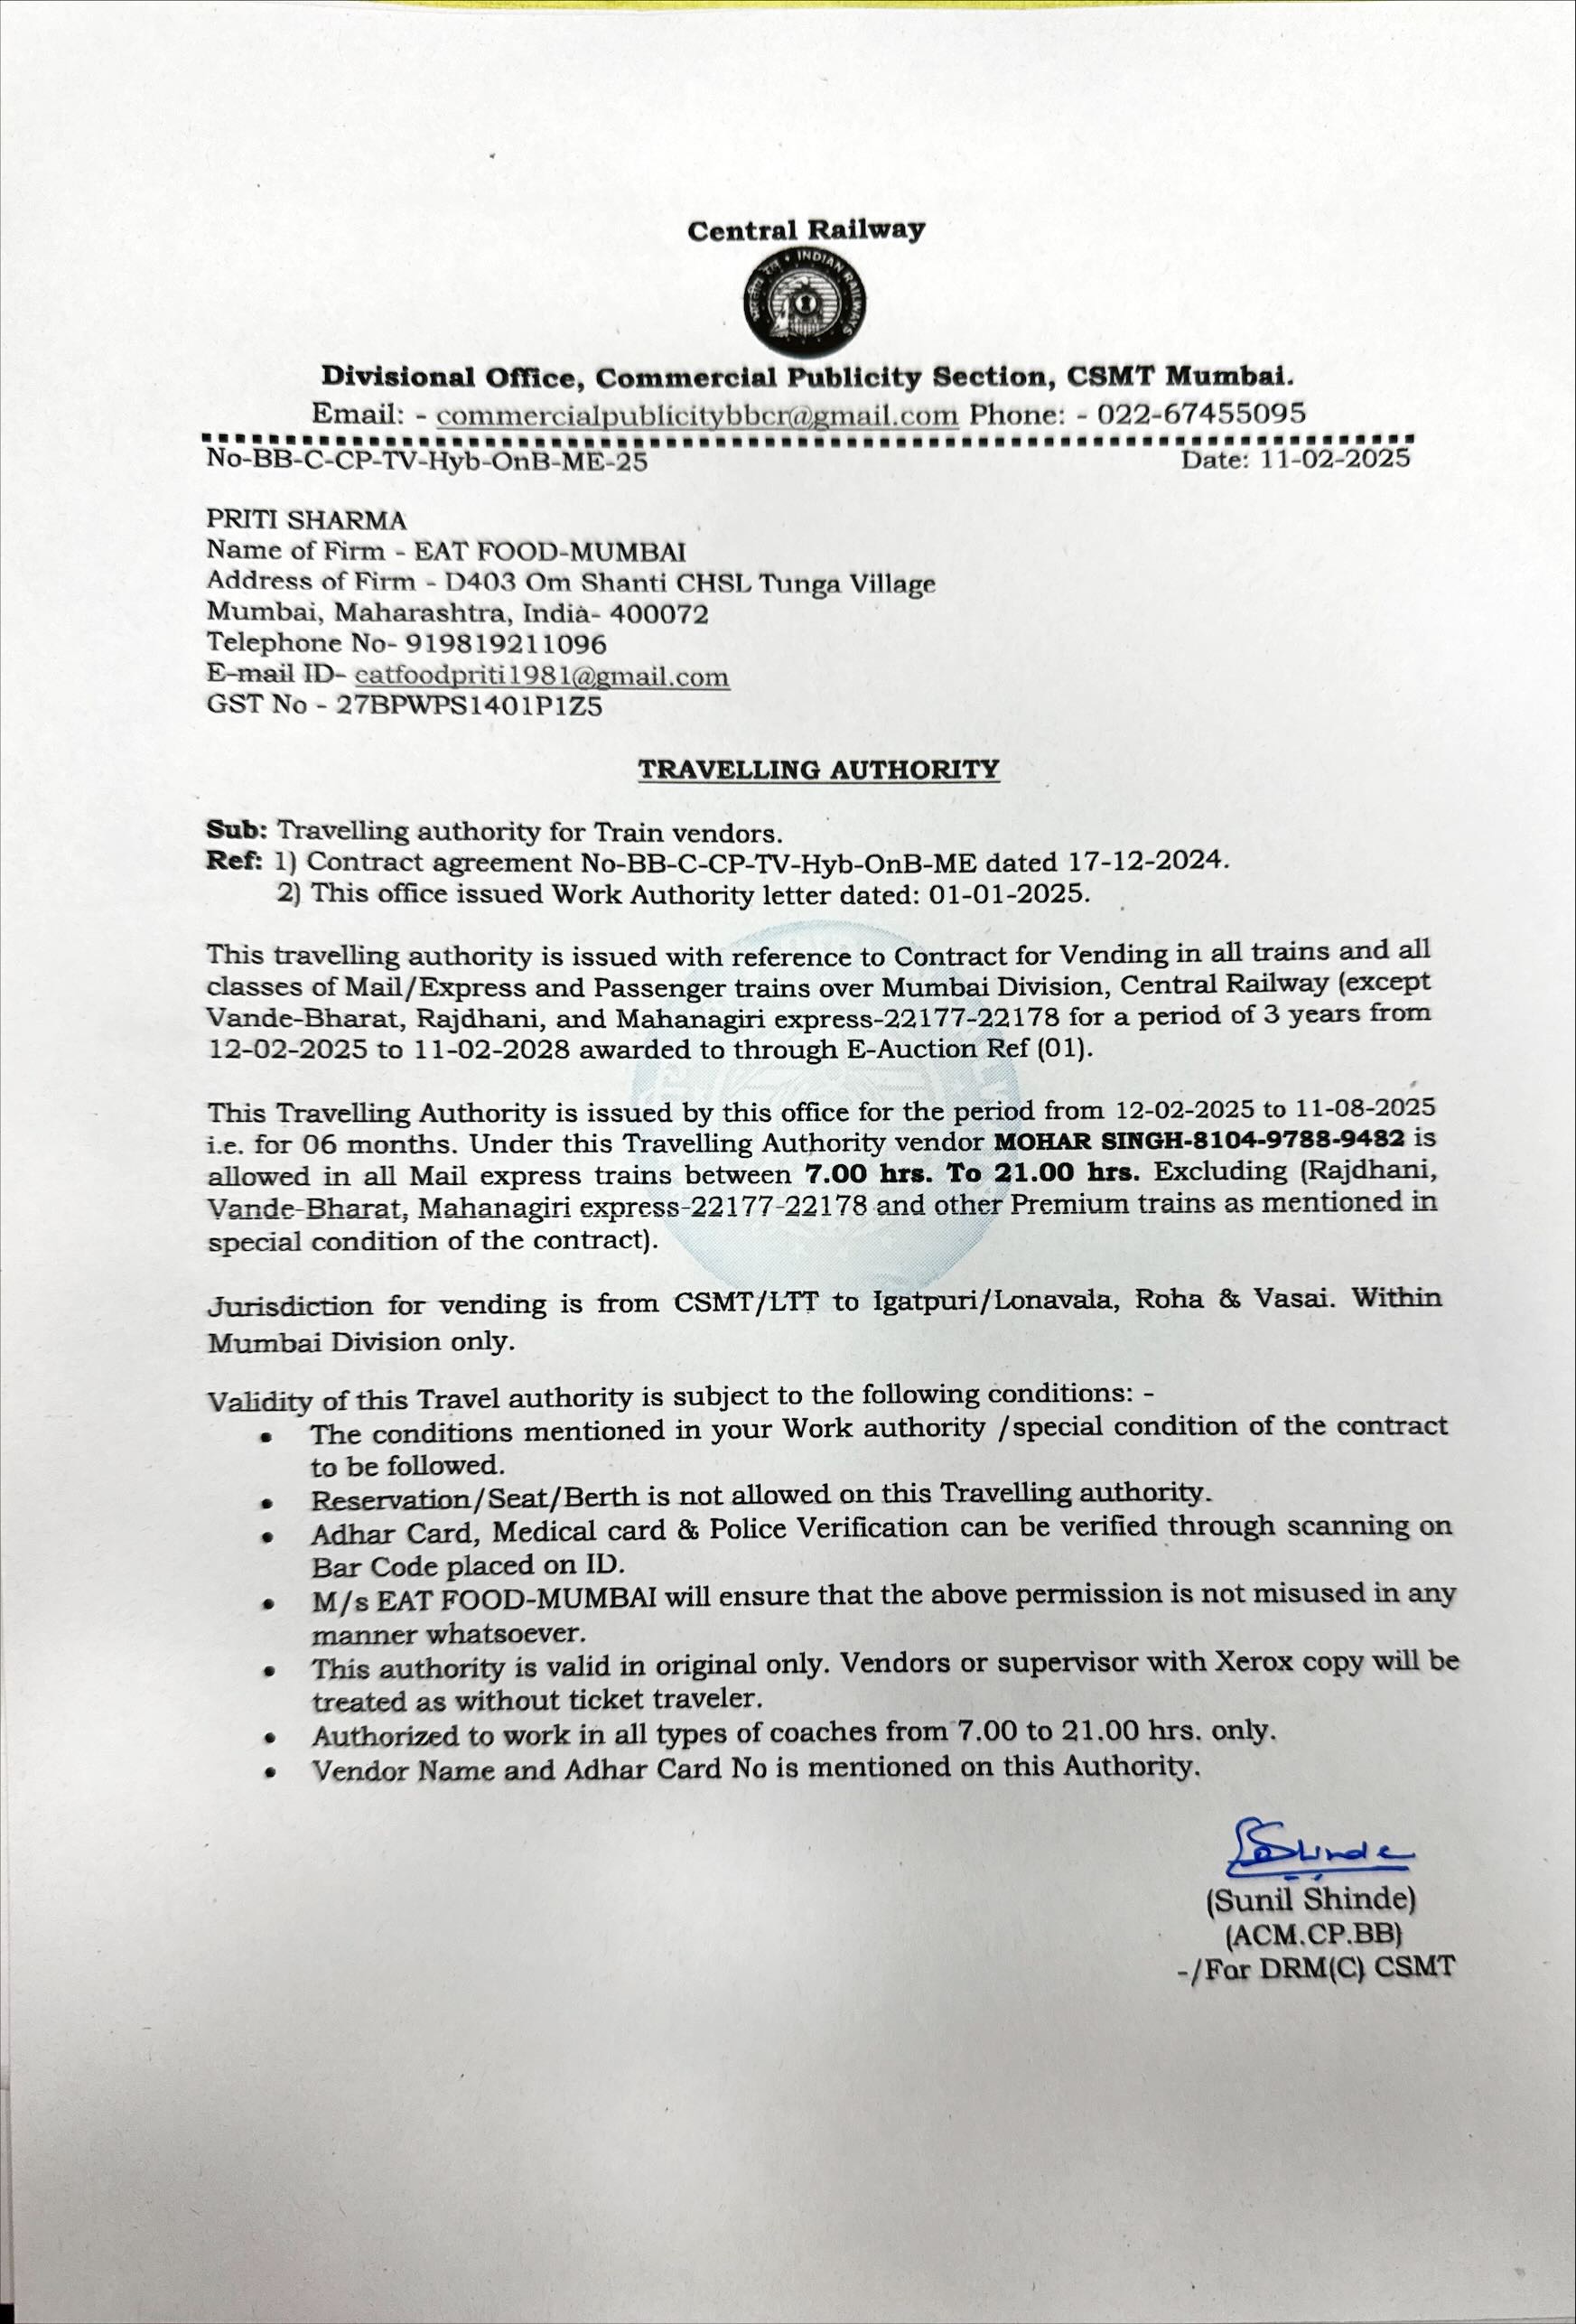 Central Railway
भारतीय रेल * INDIAN RAILWAYS
Divisional Office, Commercial Publicity Section, CSMT Mumbai.
Email: - commercialpublicitybbcr@gmail.com Phone: - 022-67455095
No-BB-C-CP-TV-Hyb-OnB-ME-25 Date: 11-02-2025
PRITI SHARMA
Name of Firm - EAT FOOD-MUMBAI
Address of Firm - D403 Om Shanti CHSL Tunga Village
Mumbai, Maharashtra, India- 400072
Telephone No- 919819211096
E-mail ID- eatfoodpriti1981@gmail.com
GST No - 27BPWPS1401P1Z5
TRAVELLING AUTHORITY
Sub: Travelling authority for Train vendors.
Ref: 1) Contract agreement No-BB-C-CP-TV-Hyb-OnB-ME dated 17-12-2024.
2) This office issued Work Authority letter dated: 01-01-2025.
This travelling authority is issued with reference to Contract for Vending in all trains and all
classes of Mail/Express and Passenger trains over Mumbai Division, Central Railway (except
Vande-Bharat, Rajdhani, and Mahanagiri express-22177-22178 for a period of 3 years from
12-02-2025 to 11-02-2028 awarded to through E-Auction Ref (01).
This Travelling Authority is issued by this office for the period from 12-02-2025 to 11-08-2025
i.e. for 06 months. Under this Travelling Authority vendor MOHAR SINGH-8104-9788-9482 is
allowed in all Mail express trains between 7.00 hrs. To 21.00 hrs. Excluding (Rajdhani,
Vande-Bharat, Mahanagiri express-22177-22178 and other Premium trains as mentioned in
special condition of the contract).
Jurisdiction for vending is from CSMT/LTT to Igatpuri/Lonavala, Roha & Vasai. Within
Mumbai Division only.
Validity of this Travel authority is subject to the following conditions: -
• The conditions mentioned in your Work authority /special condition of the contract
to be followed.
• Reservation/Seat/Berth is not allowed on this Travelling authority.
• Adhar Card, Medical card & Police Verification can be verified through scanning on
Bar Code placed on ID.
• M/s EAT FOOD-MUMBAI will ensure that the above permission is not misused in any
manner whatsoever.
• This authority is valid in original only. Vendors or supervisor with Xerox copy will be
treated as without ticket traveler.
• Authorized to work in all types of coaches from 7.00 to 21.00 hrs. only.
• Vendor Name and Adhar Card No is mentioned on this Authority.
Shinde
(Sunil Shinde)
(ACM.CP.BB)
-/For DRM(C) CSMT